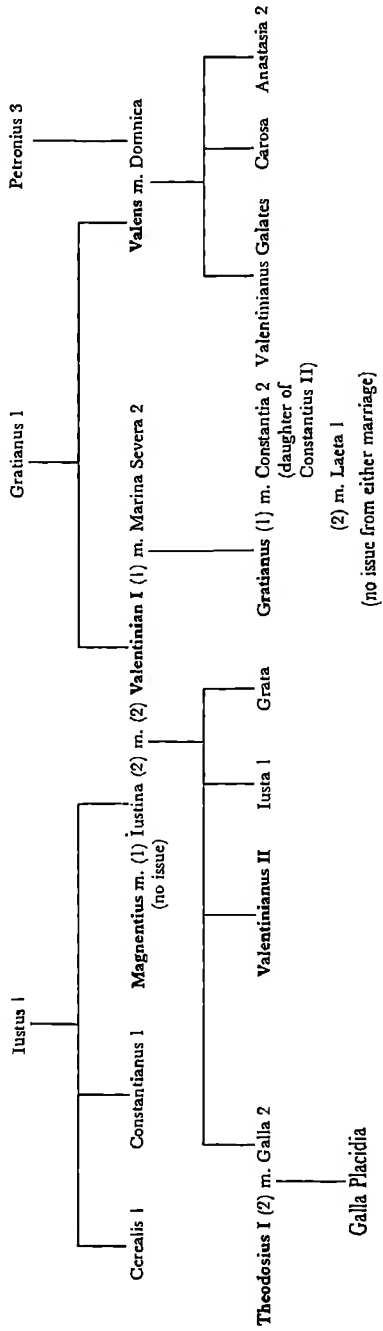 Iustus 1
Gratianus 1
Petronius 3
Cerealis 1
Constantianus 1
Magnentius m. (1) Iustina (2) m. (2) Valentinian I (1) m. Marina Severa 2
(no issue)
Valens m. Domnica
Theodosius I (2) m. Galla 2
Valentinianus II
Iusta 1
Grata
Gratianus (1) m. Constantia 2
(daughter of
Constantius II)
(2) m. Laeta 1
(no issue from either marriage)
Valentinianus Galates
Carosa
Anastasia 2
Galla Placidia